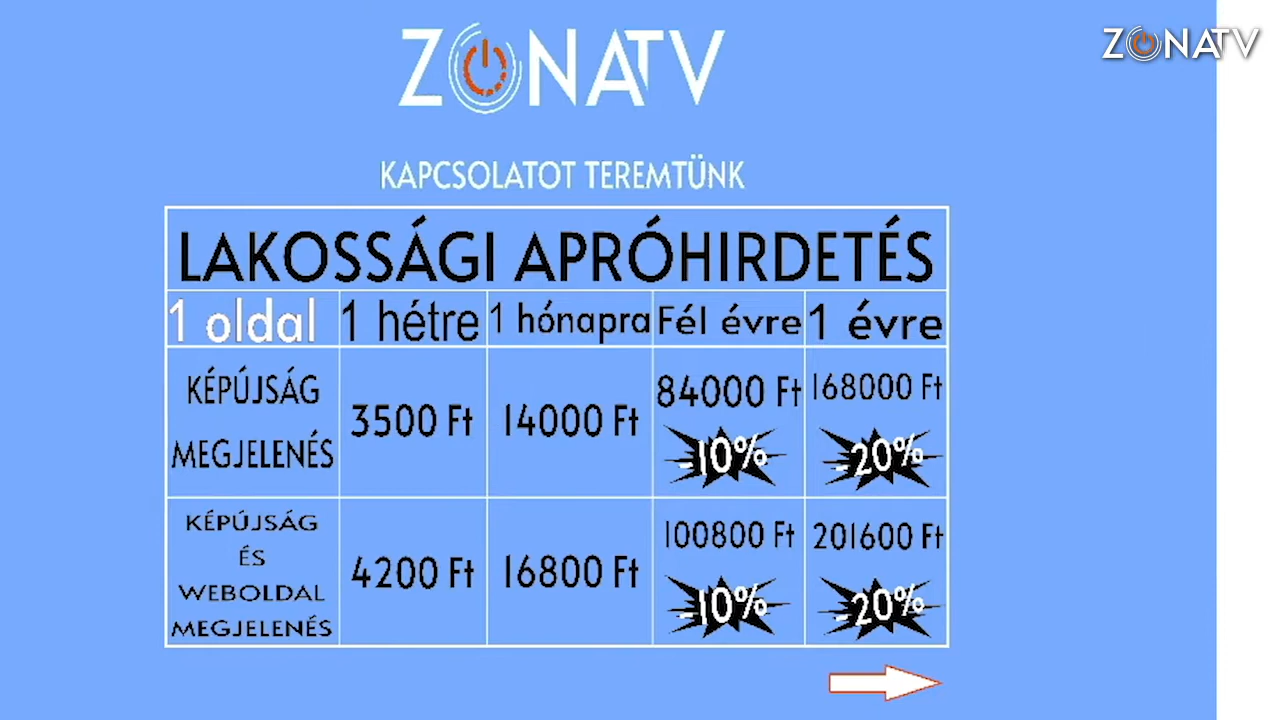 ZONATV
ZONATV
KAPCSOLATOT TEREMTÜNK
LAKOSSÁGI APRÓHIRDETÉS
1 oldal 1 hétre 1 hónapra Fél évre 1 évre
KÉPÚJSÁG
MEGJELENÉS
3500 Ft 14000 Ft 84000 Ft 168000 Ft
-10% -20%
KÉPÚJSÁG
ÉS
WEBOLDAL
MEGJELENÉS
4200 Ft 16800 Ft 100800 Ft 201600 Ft
-10% -20%